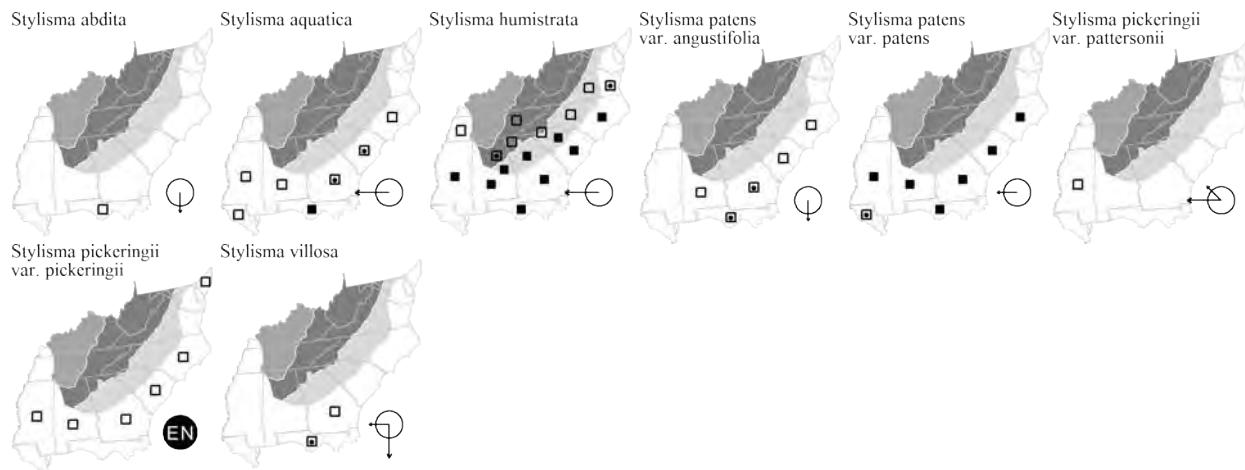 Stylisma abdita
Stylisma aquatica
Stylisma humistrata
Stylisma patens
var. angustifolia
Stylisma patens
var. patens
Stylisma pickeringii
var. pattersonii
Stylisma pickeringii
var. pickeringii
EN
Stylisma villosa